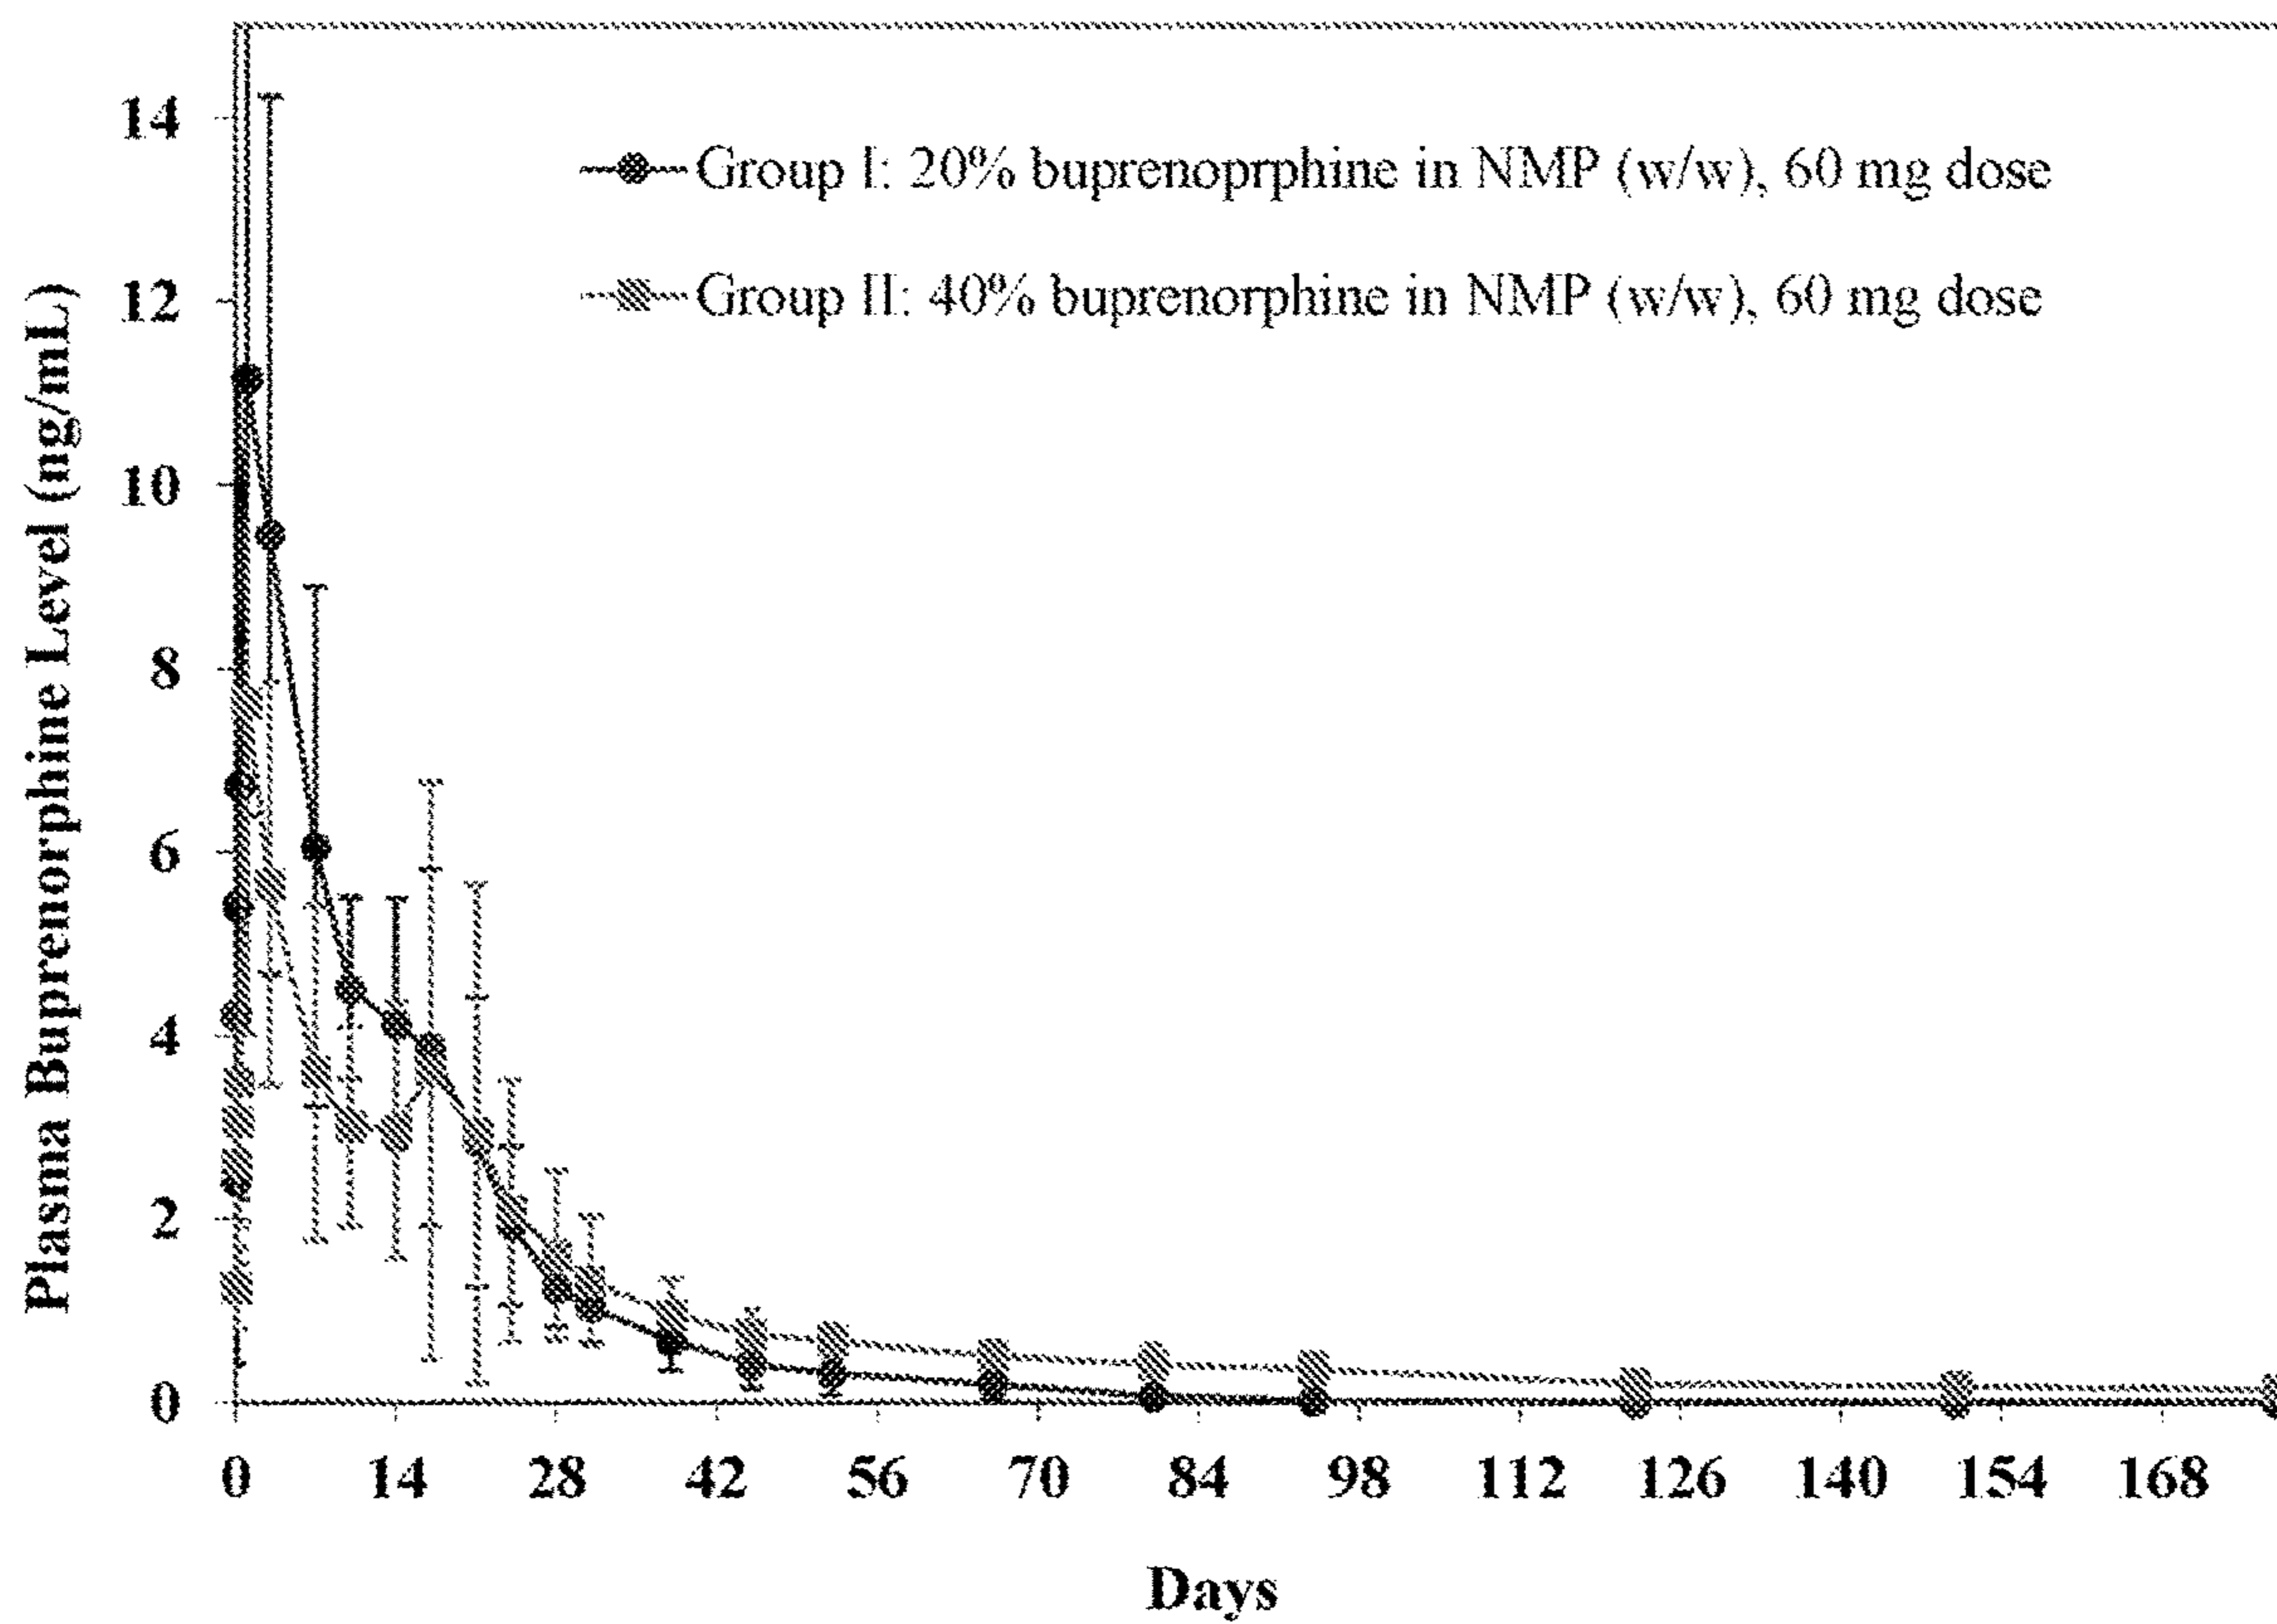 14
12
10
8
6
4
2
0
Plasma Buprenorphine Level (ng/mL)
Group I: 20% buprenoprphine in NMP (w/w), 60 mg dose
Group II: 40% buprenorphine in NMP (w/w), 60 mg dose
0 14 28 42 56 70 84 98 112 126 140 154 168
Days